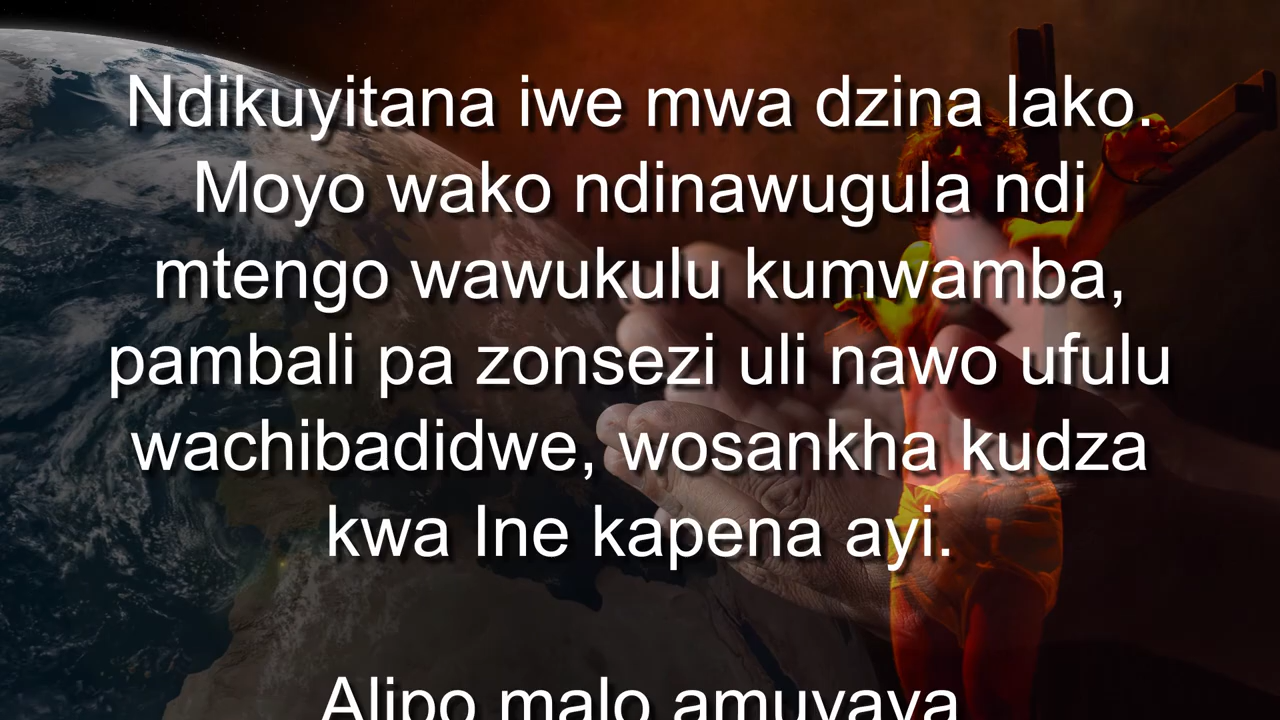 Ndikuyitana iwe mwa dzina lako.
Moyo wako ndinawugula ndi
mtengo wawukulu kumwamba,
pambali pa zonsezi uli nawo ufulu
wachibadidwe, wosankha kudza
kwa Ine kapena ayi.
Alipo malo amuyaya